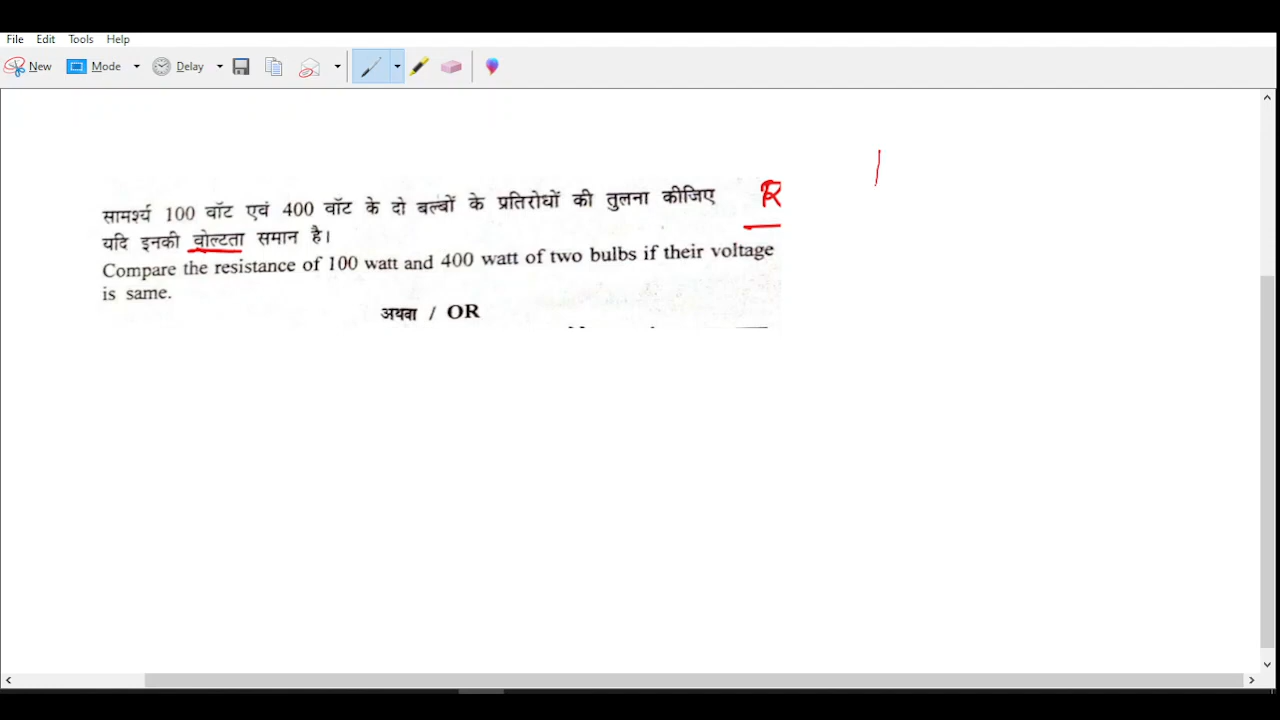 File Edit Tools Help
New Mode Delay
सामर्थ्य 100 वॉट एवं 400 वॉट के दो बल्बों के प्रतिरोधों की तुलना कीजिए R
यदि इनकी वोल्टता समान है।
Compare the resistance of 100 watt and 400 watt of two bulbs if their voltage
is same.
अथवा / OR